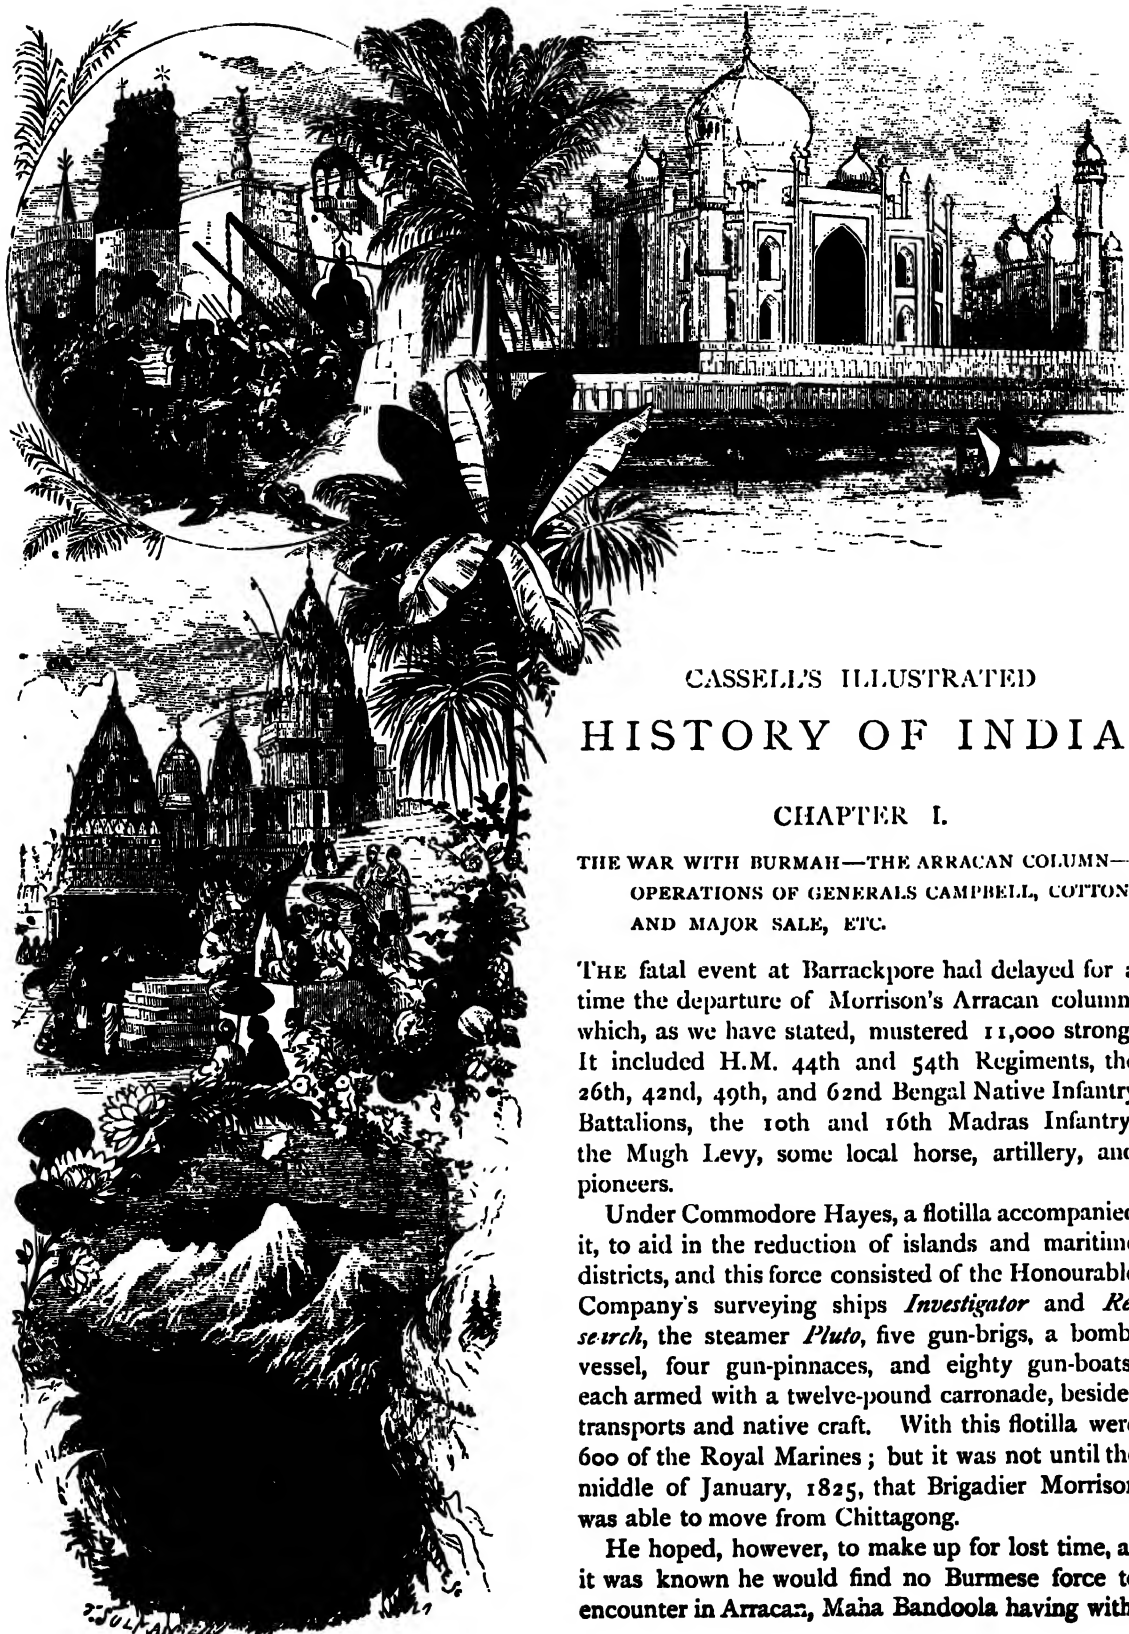 CASSELL'S ILLUSTRATED
HISTORY OF INDIA
CHAPTER I.
THE WAR WITH BURMAH—THE ARRACAN COLUMN—
OPERATIONS OF GENERALS CAMPBELL, COTTON
AND MAJOR SALE, ETC.
THE fatal event at Barrackpore had delayed for a
time the departure of Morrison's Arracan column
which, as we have stated, mustered 11,000 strong.
It included H.M. 44th and 54th Regiments, the
26th, 42nd, 49th, and 62nd Bengal Native Infantry
Battalions, the 10th and 16th Madras Infantry
the Mugh Levy, some local horse, artillery, and
pioneers.
Under Commodore Hayes, a flotilla accompanied
it, to aid in the reduction of islands and maritime
districts, and this force consisted of the Honourable
Company's surveying ships Investigator and Re
search, the steamer Pluto, five gun-brigs, a bomb
vessel, four gun-pinnaces, and eighty gun-boats
each armed with a twelve-pound carronade, beside
transports and native craft. With this flotilla were
600 of the Royal Marines; but it was not until the
middle of January, 1825, that Brigadier Morrison
was able to move from Chittagong.
He hoped, however, to make up for lost time, a
it was known he would find no Burmese force to
encounter in Arracan, Maha Bandoola having with